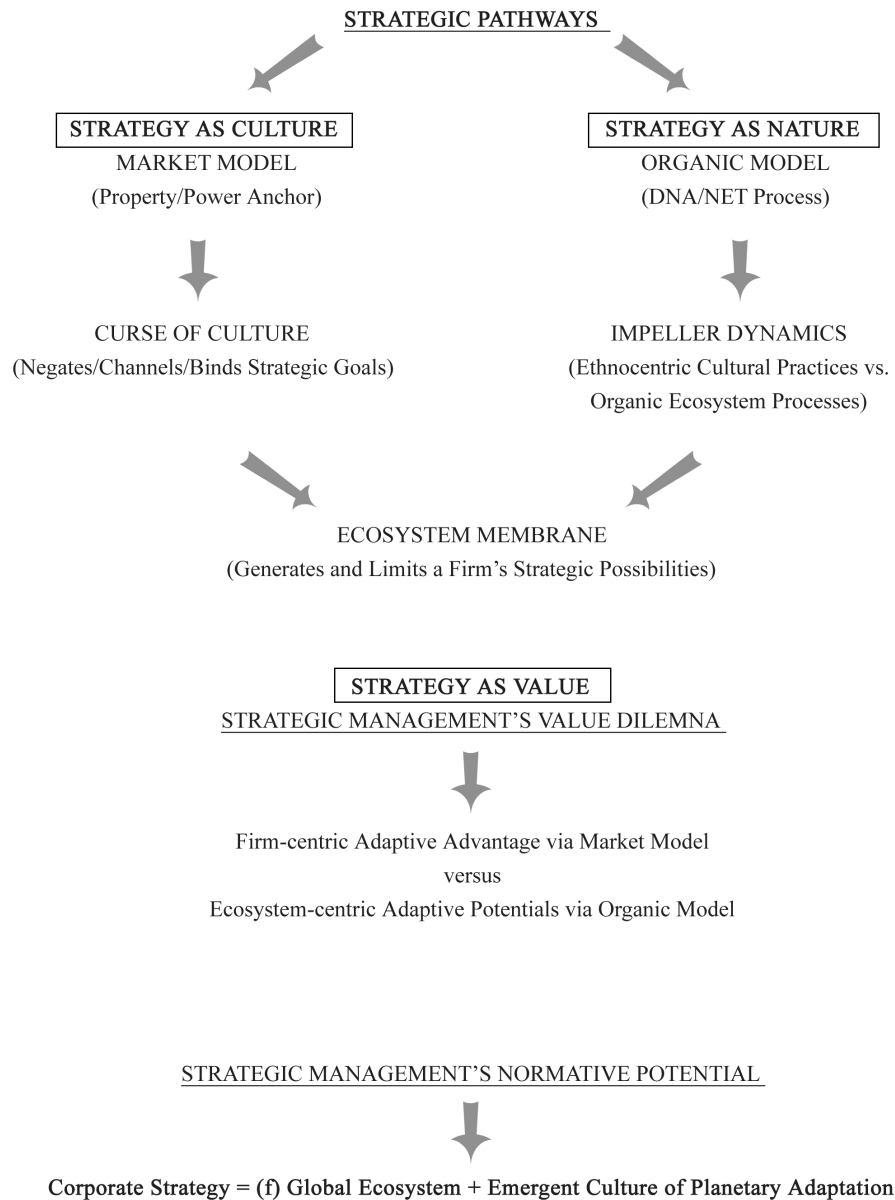 STRATEGIC PATHWAYS
STRATEGY AS CULTURE
MARKET MODEL
(Property/Power Anchor)
STRATEGY AS NATURE
ORGANIC MODEL
(DNA/NET Process)
CURSE OF CULTURE
(Negates/Channels/Binds Strategic Goals)
IMPELLER DYNAMICS
(Ethnocentric Cultural Practices vs.
Organic Ecosystem Processes)
ECOSYSTEM MEMBRANE
(Generates and Limits a Firm’s Strategic Possibilities)
STRATEGY AS VALUE
STRATEGIC MANAGEMENT’S VALUE DILEMNA
Firm-centric Adaptive Advantage via Market Model
versus
Ecosystem-centric Adaptive Potentials via Organic Model
STRATEGIC MANAGEMENT’S NORMATIVE POTENTIAL
Corporate Strategy = (f) Global Ecosystem + Emergent Culture of Planetary Adaptation